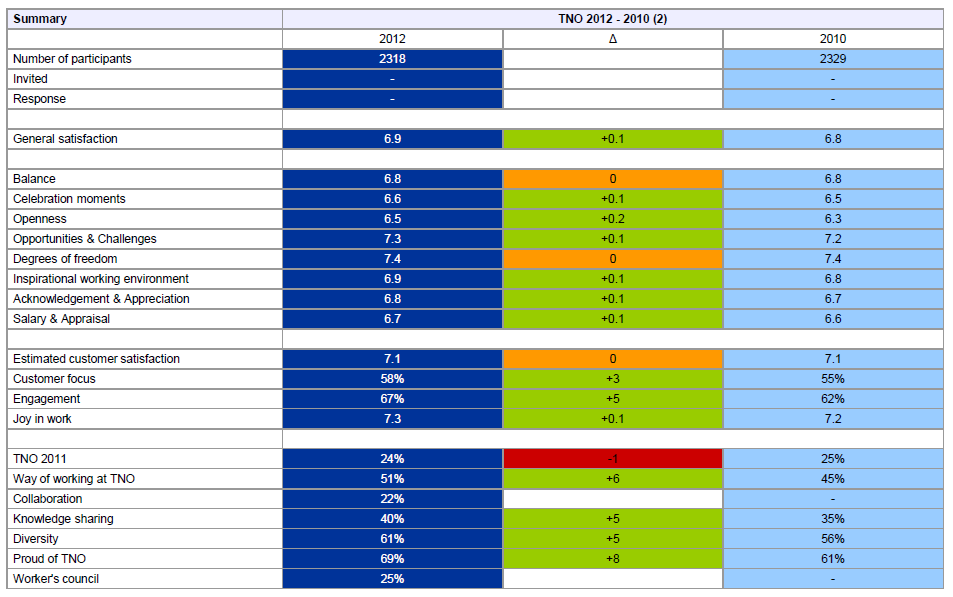 Summary TNO 2012 - 2010 (2)
2012 Δ 2010
Number of participants 2318 2329
Invited - -
Response - -
General satisfaction 6.9 +0.1 6.8
Balance 6.8 0 6.8
Celebration moments 6.6 +0.1 6.5
Openness 6.5 +0.2 6.3
Opportunities & Challenges 7.3 +0.1 7.2
Degrees of freedom 7.4 0 7.4
Inspirational working environment 6.9 +0.1 6.8
Acknowledgement & Appreciation 6.8 +0.1 6.7
Salary & Appraisal 6.7 +0.1 6.6
Estimated customer satisfaction 7.1 0 7.1
Customer focus 58% +3 55%
Engagement 67% +5 62%
Joy in work 7.3 +0.1 7.2
TNO 2011 24% -1 25%
Way of working at TNO 51% +6 45%
Collaboration 22% -
Knowledge sharing 40% +5 35%
Diversity 61% +5 56%
Proud of TNO 69% +8 61%
Worker's council 25% -